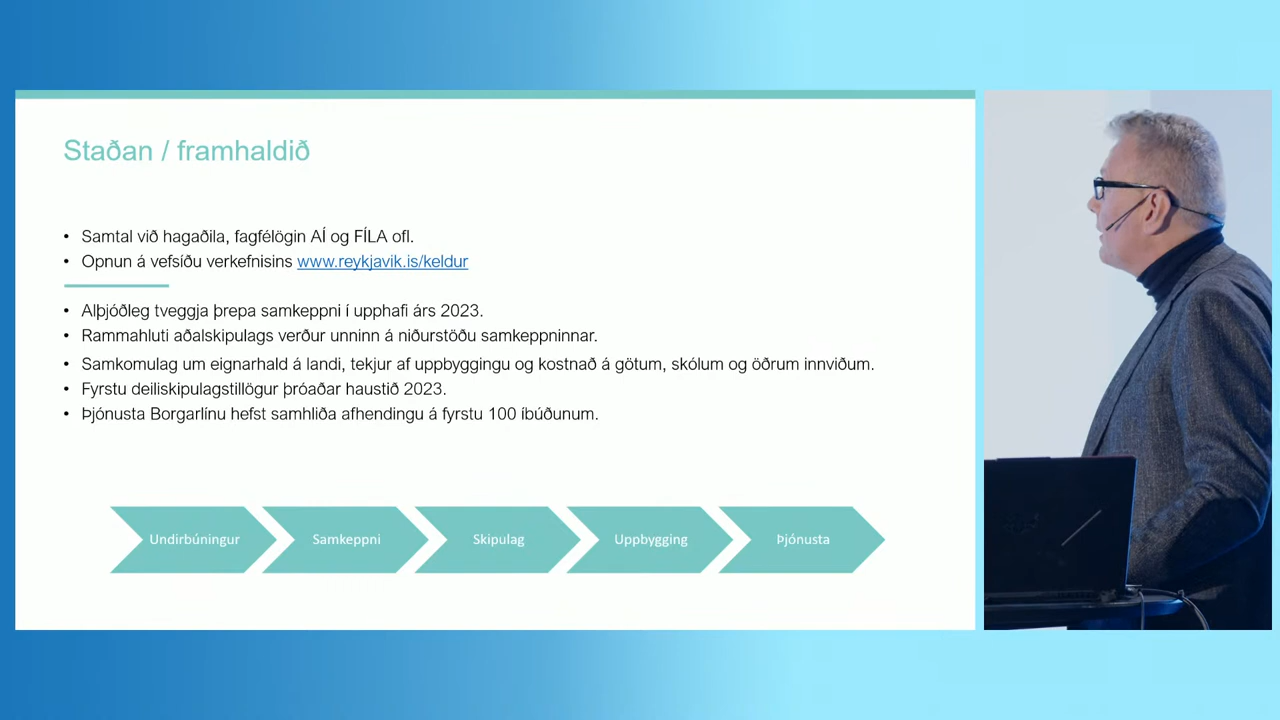 Staðan / framhaldið
• Samtal við hagaðila, fagfélögin AÍ og FÍLA ofl.
• Opnun á vefsíðu verkefnisins www.reykjavik.is/keldur
• Alþjóðleg tveggja þrepa samkeppni í upphafi árs 2023.
• Rammahluti aðalskipulags verður unninn á niðurstöðu samkeppninnar.
• Samkomulag um eignarhald á landi, tekjur af uppbyggingu og kostnað á götum, skólum og öðrum innviðum.
• Fyrstu deiliskipulagstillögur þróaðar haustið 2023.
• Þjónusta Borgarlínu hefst samhliða afhendingu á fyrstu 100 íbúðunum.
Undirbúningur
Samkeppni
Skipulag
Uppbygging
Þjónusta